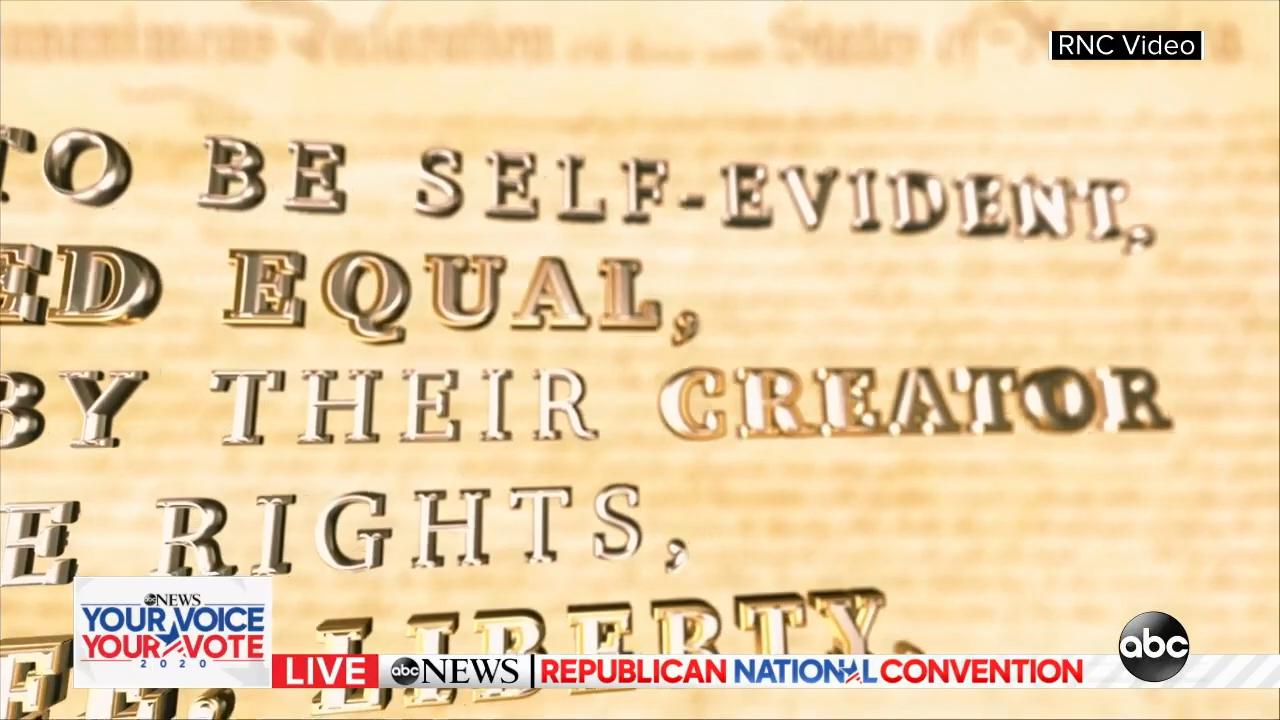 RNC Video
TO BE SELF-EVIDENT,
ED EQUAL,
BY THEIR CREATOR
E RIGHTS,
LIBERTY,
abc NEWS
YOUR VOICE
YOUR VOTE
2020
LIVE abc NEWS | REPUBLICAN NATIONAL CONVENTION
abc